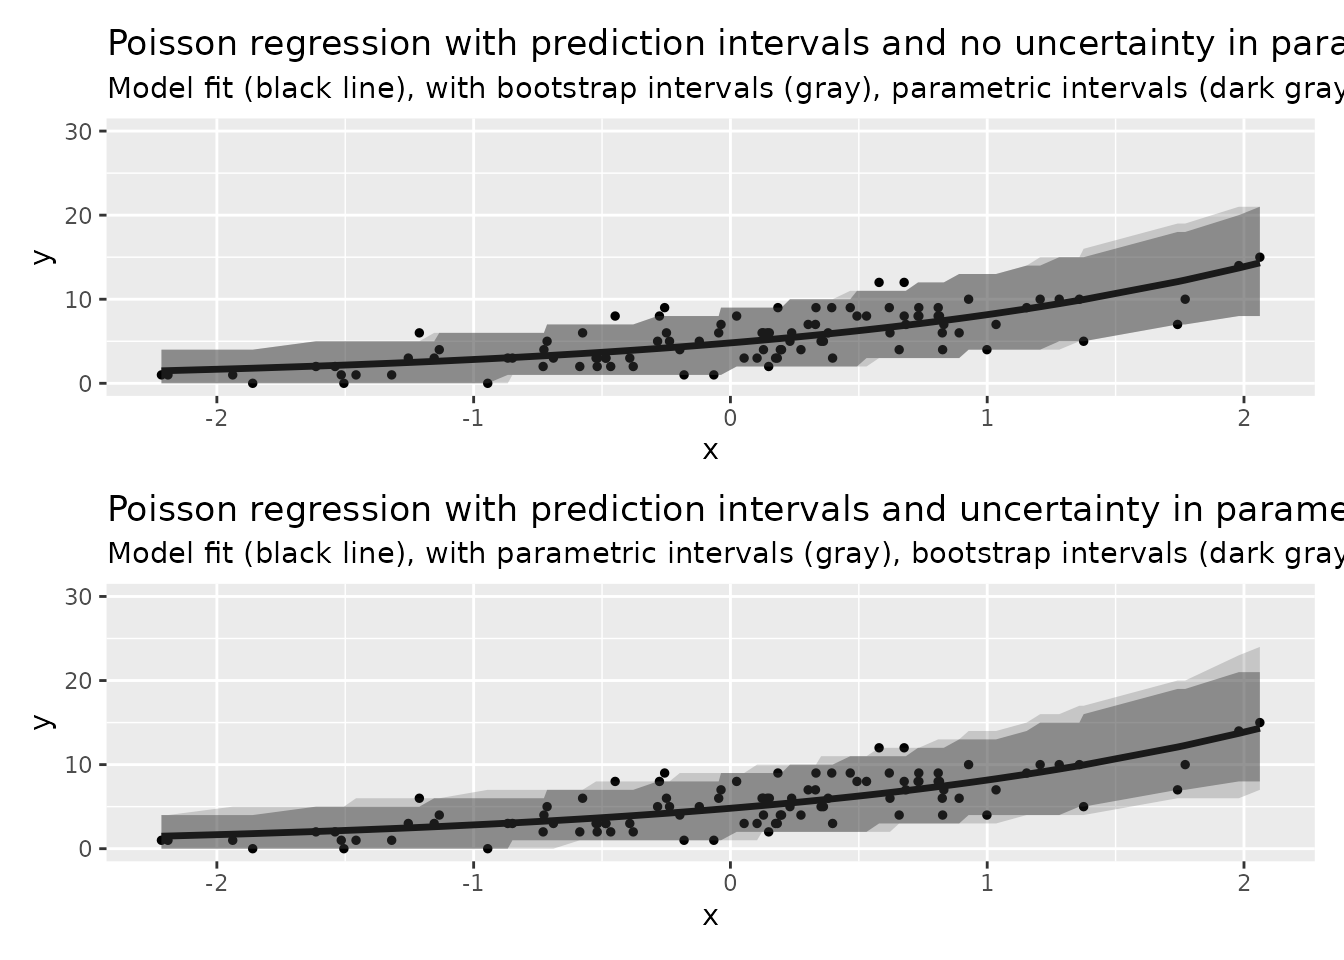 Poisson regression with prediction intervals and no uncertainty in para
Model fit (black line), with bootstrap intervals (gray), parametric intervals (dark gray
30
20
10
0
y
-2 -1 0 1 2
x
Poisson regression with prediction intervals and uncertainty in parame
Model fit (black line), with parametric intervals (gray), bootstrap intervals (dark gray
30
20
10
0
y
-2 -1 0 1 2
x